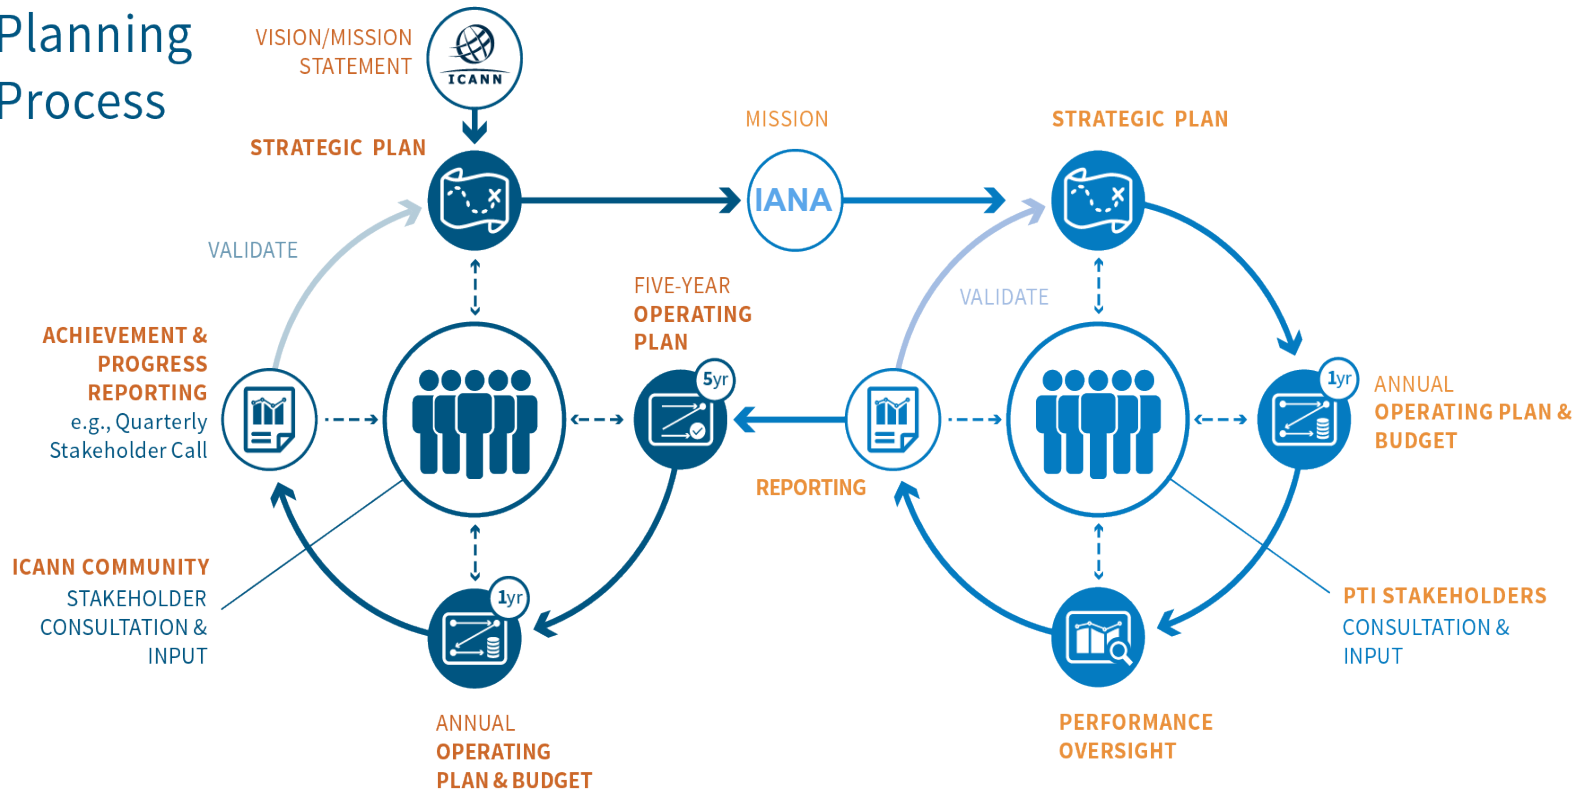 Planning
Process
VISION/MISSION
STATEMENT
ICANN
STRATEGIC PLAN
VALIDATE
ACHIEVEMENT &
PROGRESS
REPORTING
e.g., Quarterly
Stakeholder Call
FIVE-YEAR
OPERATING
PLAN
5yr
ICANN COMMUNITY
STAKEHOLDER
CONSULTATION &
INPUT
1yr
ANNUAL
OPERATING
PLAN & BUDGET
MISSION
IANA
STRATEGIC PLAN
VALIDATE
REPORTING
1yr
ANNUAL
OPERATING PLAN &
BUDGET
PTI STAKEHOLDERS
CONSULTATION &
INPUT
PERFORMANCE
OVERSIGHT